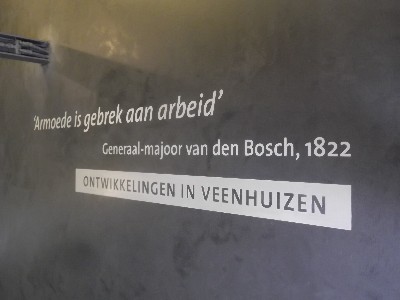 'Armoede is gebrek aan arbeid'
Generaal-majoor van den Bosch, 1822
ONTWIKKELINGEN IN VEENHUIZEN